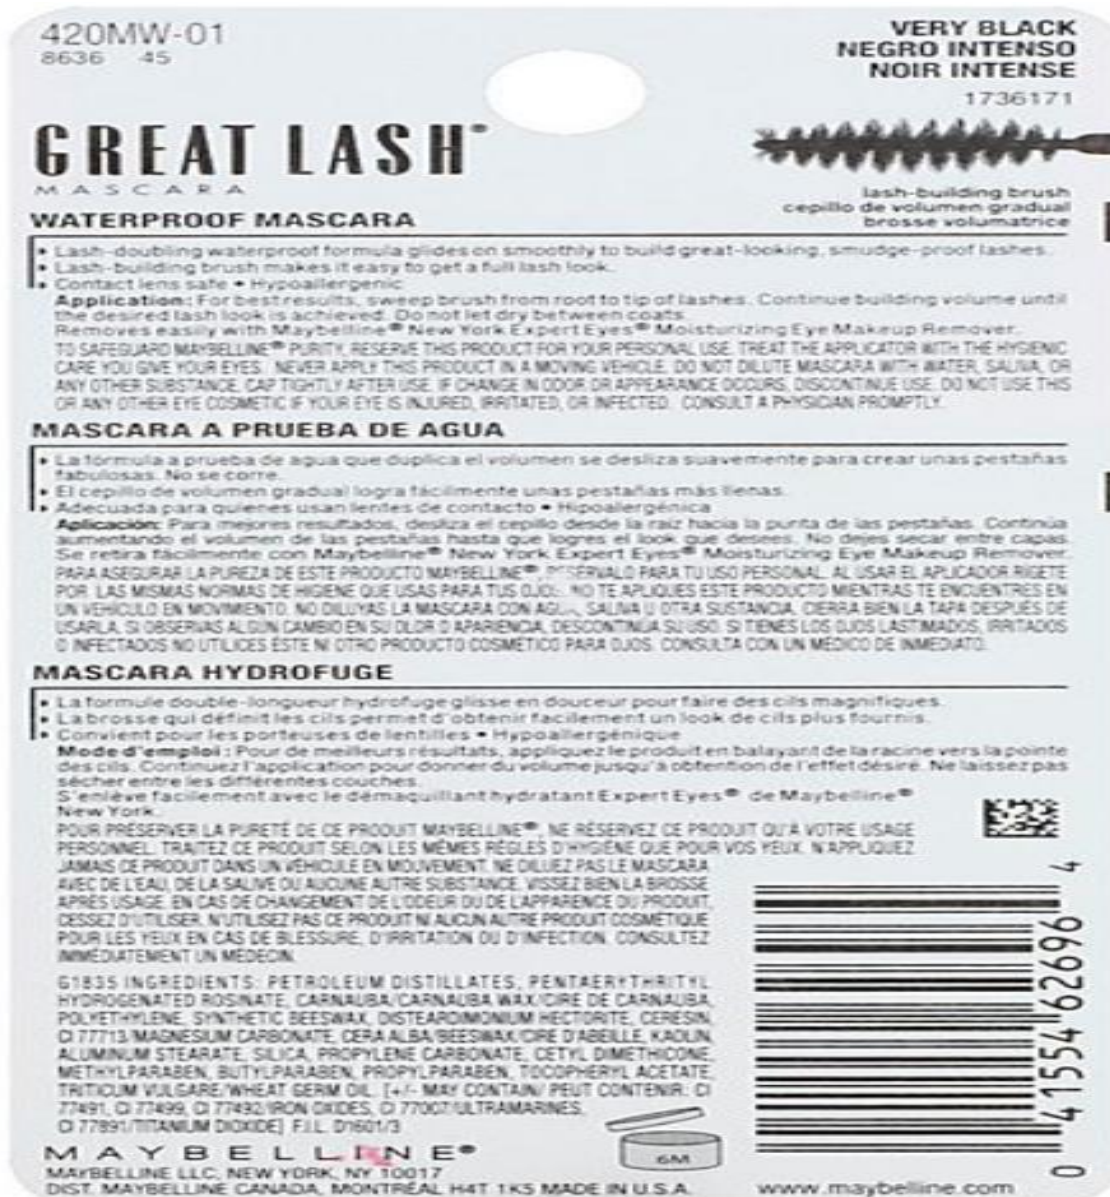 420MW-01
8636 45
VERY BLACK
NEGRO INTENSO
NOIR INTENSE
1736171
GREAT LASH®
MASCARA
lash-building brush
cepillo de volumen gradual
brosse volumatrice
WATERPROOF MASCARA
• Lash-doubling waterproof formula glides on smoothly to build great-looking, smudge-proof lashes.
• Lash-building brush makes it easy to get a full lash look.
• Contact lens safe • Hypoallergenic
Application: For best results, sweep brush from root to tip of lashes. Continue building volume until
the desired lash look is achieved. Do not let dry between coats.
Removes easily with Maybelline® New York Expert Eyes® Moisturizing Eye Makeup Remover.
TO SAFEGUARD MAYBELLINE® PURITY, RESERVE THIS PRODUCT FOR YOUR PERSONAL USE. TREAT THE APPLICATOR WITH THE HYGIENIC
CARE YOU GIVE YOUR EYES. NEVER APPLY THIS PRODUCT IN A MOVING VEHICLE. DO NOT DILUTE MASCARA WITH WATER, SALIVA, OR
ANY OTHER SUBSTANCE. CAP TIGHTLY AFTER USE. IF CHANGE IN ODOR OR APPEARANCE OCCURS, DISCONTINUE USE. DO NOT USE THIS
OR ANY OTHER EYE COSMETIC IF YOUR EYE IS INJURED, IRRITATED, OR INFECTED. CONSULT A PHYSICIAN PROMPTLY.
MASCARA A PRUEBA DE AGUA
• La fórmula a prueba de agua que duplica el volumen se desliza suavemente para crear unas pestañas
fabulosas. No se corre.
• El cepillo de volumen gradual logra fácilmente unas pestañas más llenas.
• Adecuada para quienes usan lentes de contacto • Hipoallergénica
Aplicación: Para mejores resultados, desliza el cepillo desde la raíz hacia la punta de las pestañas. Continúa
aumentando el volumen de las pestañas hasta que logres el look que desees. No dejes secar entre capas.
Se retira fácilmente con Maybelline® New York Expert Eyes® Moisturizing Eye Makeup Remover.
PARA ASEGURAR LA PUREZA DE ESTE PRODUCTO MAYBELLINE®, RESÉRVALO PARA TU USO PERSONAL. AL USAR EL APLICADOR RÍGETE
POR LAS MISMAS NORMAS DE HIGIENE QUE USAS PARA TUS OJOS. NO TE APLIQUES ESTE PRODUCTO MIENTRAS TE ENCUENTRES EN
UN VEHÍCULO EN MOVIMIENTO. NO DILUYAS LA MASCARA CON AGUA, SALIVA U OTRA SUSTANCIA. CIERRA BIEN LA TAPA DESPUÉS DE
USARLA. SI OBSERVAS ALGÚN CAMBIO EN SU OLOR O APARIENCIA, DESCONTINÚA SU USO. SI TIENES LOS OJOS LASTIMADOS, IRRITADOS
O INFECTADOS NO UTILICES ÉSTE NI OTRO PRODUCTO COSMÉTICO PARA OJOS. CONSULTA CON UN MÉDICO DE INMEDIATO.
MASCARA HYDROFUGE
• La formule double-longueur hydrofuge glisse en douceur pour faire des cils magnifiques.
• La brosse qui définit les cils permet d'obtenir facilement un look de cils plus fournis.
• Convient pour les porteuses de lentilles • Hypoallergénique
Mode d'emploi : Pour de meilleurs résultats, appliquez le produit en balayant de la racine vers la pointe
des cils. Continuez l'application pour donner du volume jusqu'à obtention de l'effet désiré. Ne laissez pas
sécher entre les différentes couches.
S'enlève facilement avec le démaquillant hydratant Expert Eyes® de Maybelline®
New York.
POUR PRÉSERVER LA PURETÉ DE CE PRODUIT MAYBELLINE®, NE RÉSERVEZ CE PRODUIT QU'À VOTRE USAGE
PERSONNEL. TRAITEZ CE PRODUIT SELON LES MÊMES RÈGLES D'HYGIÈNE QUE POUR VOS YEUX. N'APPLIQUEZ
JAMAIS CE PRODUIT DANS UN VÉHICULE EN MOUVEMENT. NE DILUEZ PAS LE MASCARA
AVEC DE L'EAU, DE LA SALIVE OU AUCUNE AUTRE SUBSTANCE. VISSEZ BIEN LA BROSSE
APRÈS USAGE. EN CAS DE CHANGEMENT DE L'ODEUR OU DE L'APPARENCE DU PRODUIT,
CESSEZ D'UTILISER. N'UTILISEZ PAS CE PRODUIT NI AUCUN AUTRE PRODUIT COSMÉTIQUE
POUR LES YEUX EN CAS DE BLESSURE, D'IRRITATION OU D'INFECTION. CONSULTEZ
IMMÉDIATEMENT UN MÉDECIN.
G1835 INGREDIENTS: PETROLEUM DISTILLATES, PENTAERYTHRITYL
HYDROGENATED ROSINATE, CARNAUBA/CARNAUBA WAX/CIRE DE CARNAUBA,
POLYETHYLENE, SYNTHETIC BEESWAX, DISTEARDIMONIUM HECTORITE, CERESIN,
CI 77713/MAGNESIUM CARBONATE, CERA ALBA/BEESWAX/CIRE D'ABEILLE, KAOLIN,
ALUMINUM STEARATE, SILICA, PROPYLENE CARBONATE, CETYL DIMETHICONE,
METHYLPARABEN, BUTYLPARABEN, PROPYLPARABEN, TOCOPHERYL ACETATE,
TRITICUM VULGARE/WHEAT GERM OIL. [+/- MAY CONTAIN/ PEUT CONTENIR: CI
77491, CI 77499, CI 77492/IRON OXIDES, CI 77007/ULTRAMARINES,
CI 77891/TITANIUM DIOXIDE] F.I.L. D1601/3
MAYBELLINE®
MAYBELLINE LLC, NEW YORK, NY 10017
DIST. MAYBELLINE CANADA, MONTRÉAL H4T 1K5 MADE IN U.S.A.
6M
0 41554 62696 4
www.maybelline.com